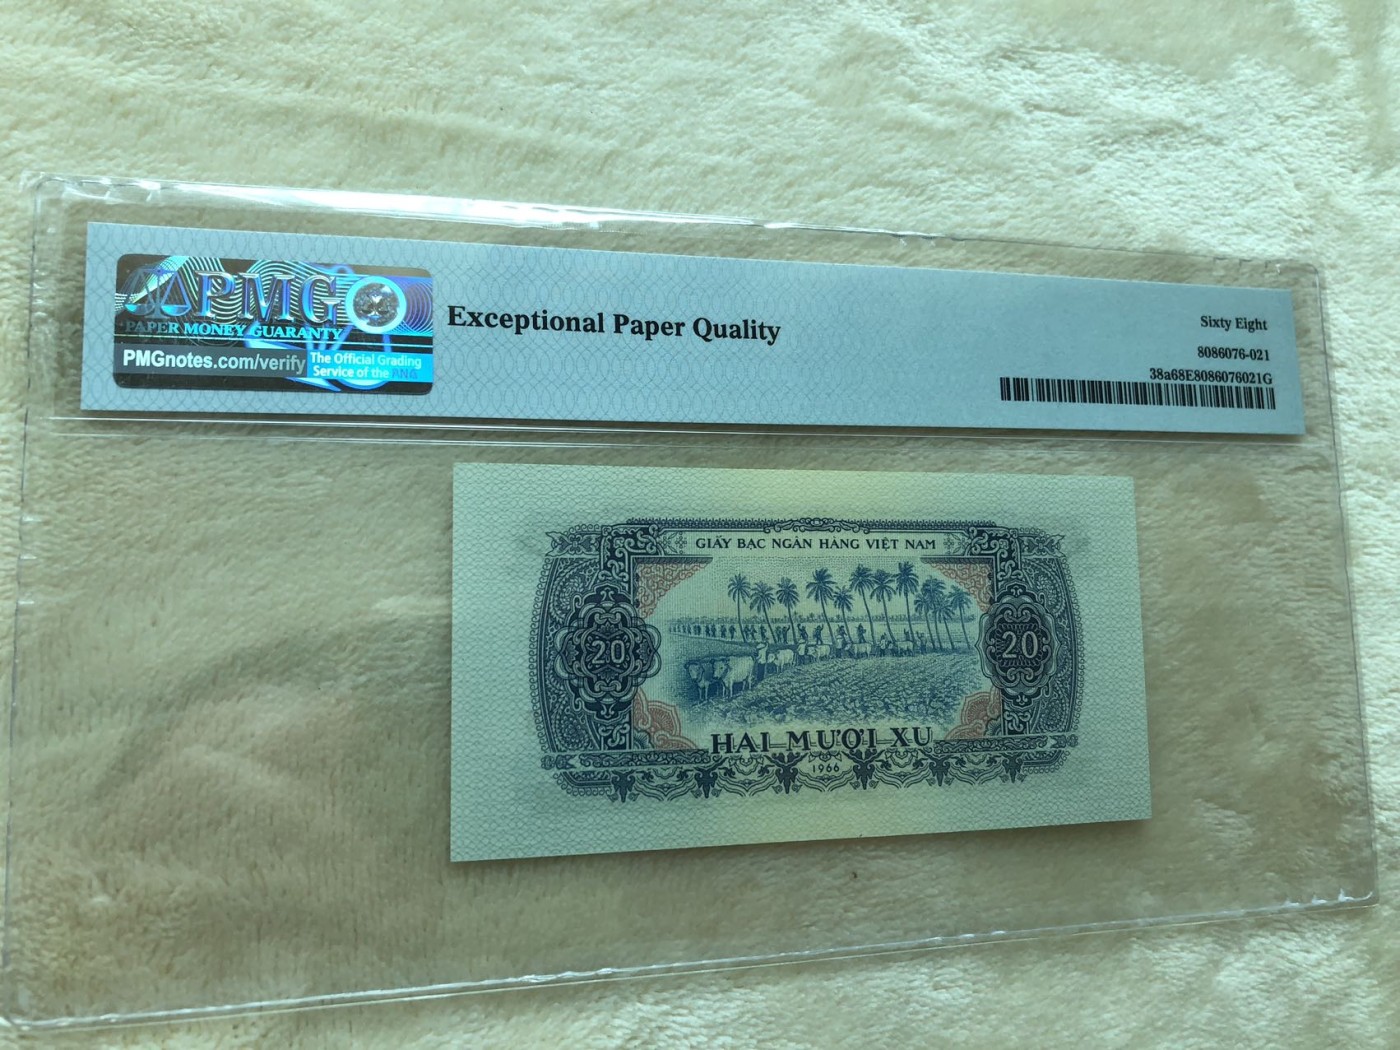 PMG
PAPER MONEY GUARANTY
PMGnotes.com/verify
The Official Grading
Service of the ANS
Exceptional Paper Quality
Sixty Eight
8086076-021
38a68E8086076021G
GIẤY BẠC NGÂN HÀNG VIỆT NAM
20
20
HAI MƯƠI XU
1966